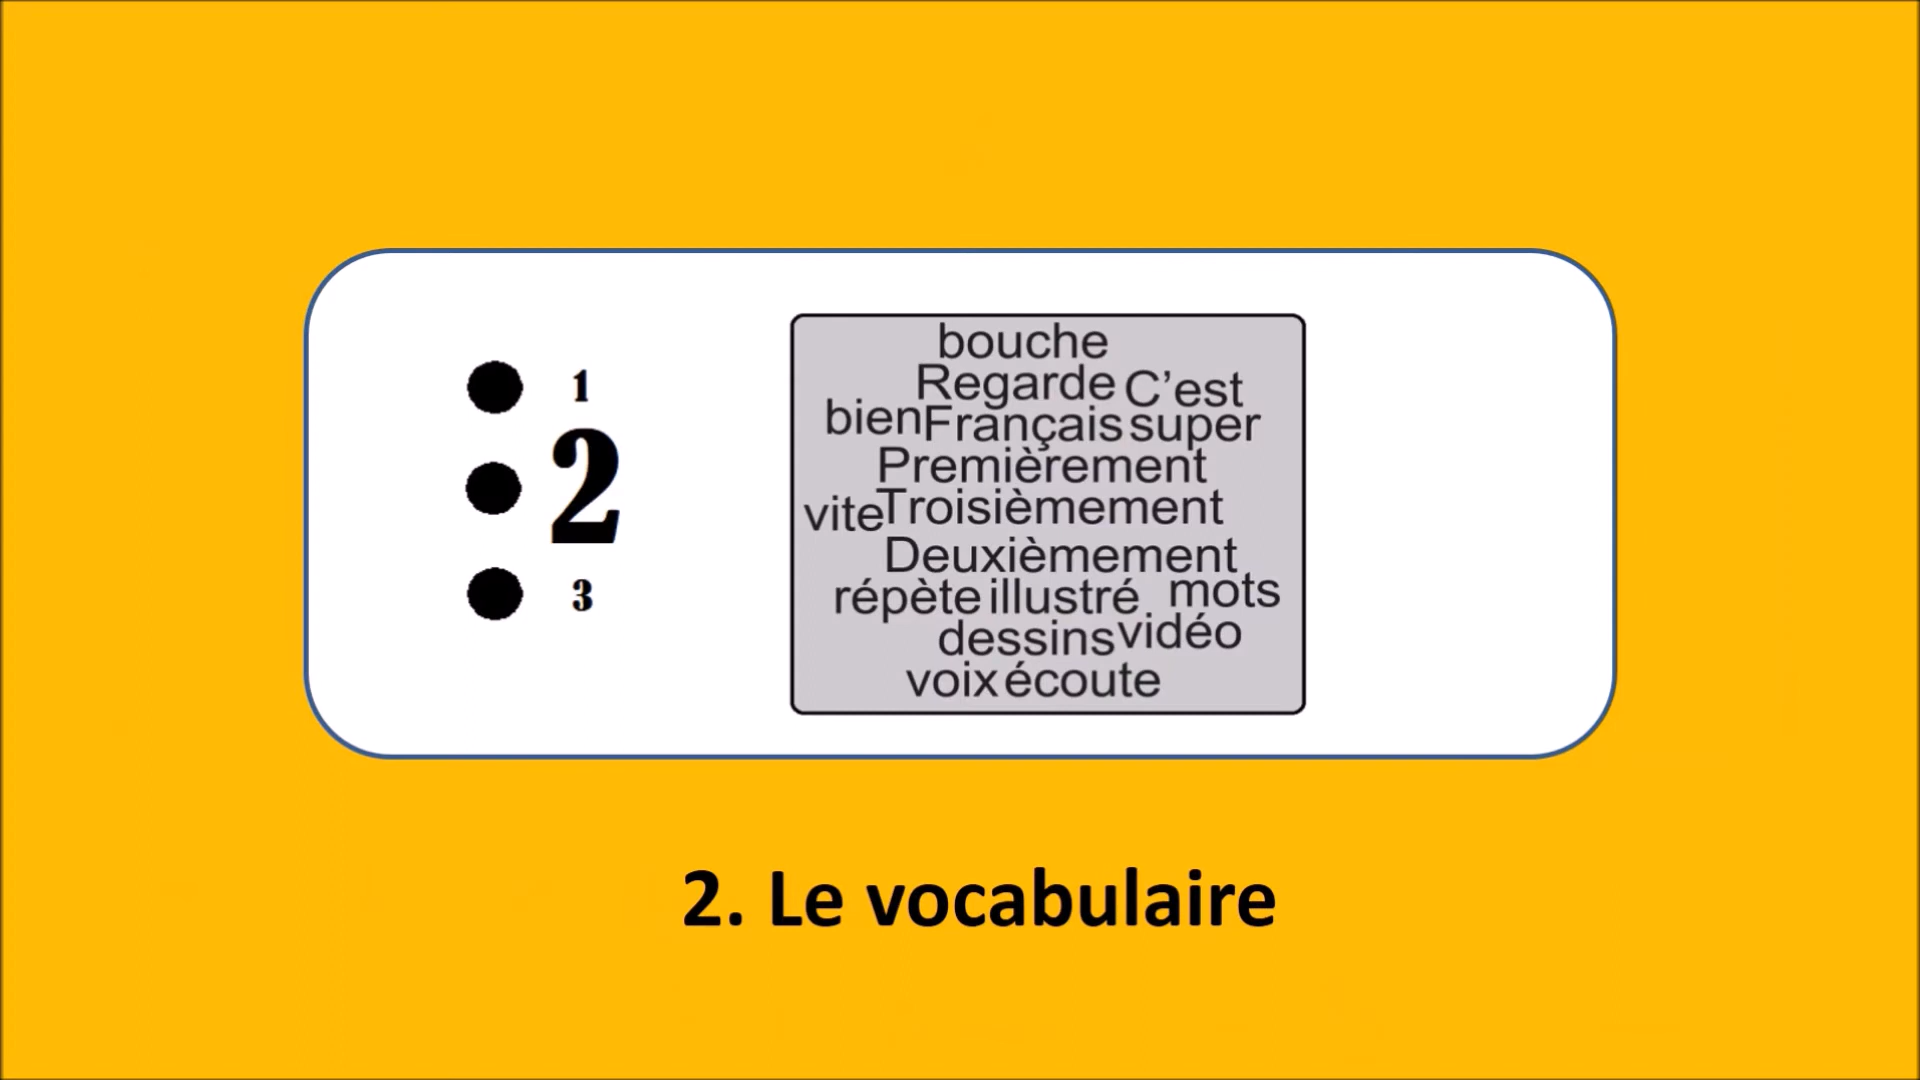 1
2
3
bouche
Regarde C’est
bien Français super
Premièrement
vite Troisièmement
Deuxièmement
répète illustré mots
dessins vidéo
voix écoute
2. Le vocabulaire